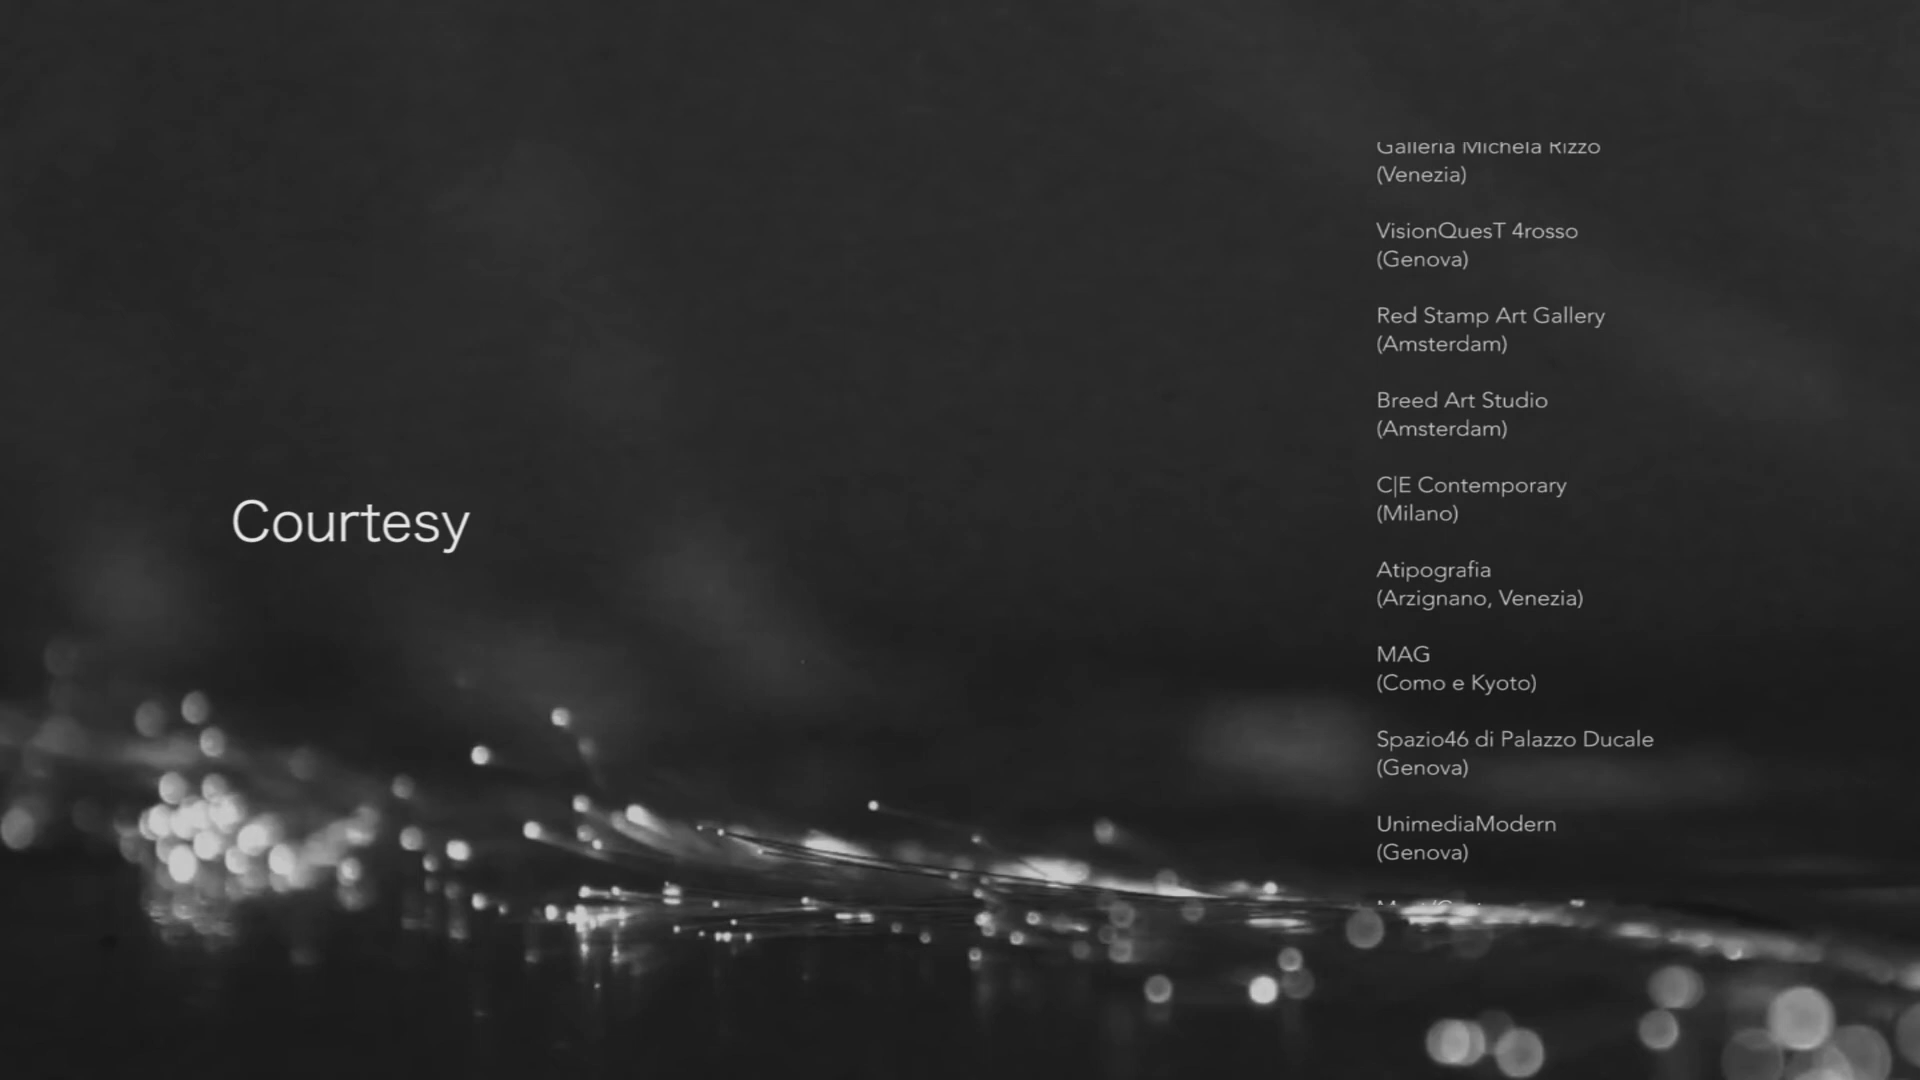 Galleria Michela Rizzo
(Venezia)
VisionQuesT 4rosso
(Genova)
Red Stamp Art Gallery
(Amsterdam)
Breed Art Studio
(Amsterdam)
C|E Contemporary
(Milano)
Courtesy
Atipografia
(Arzignano, Venezia)
MAG
(Como e Kyoto)
Spazio46 di Palazzo Ducale
(Genova)
UnimediaModern
(Genova)